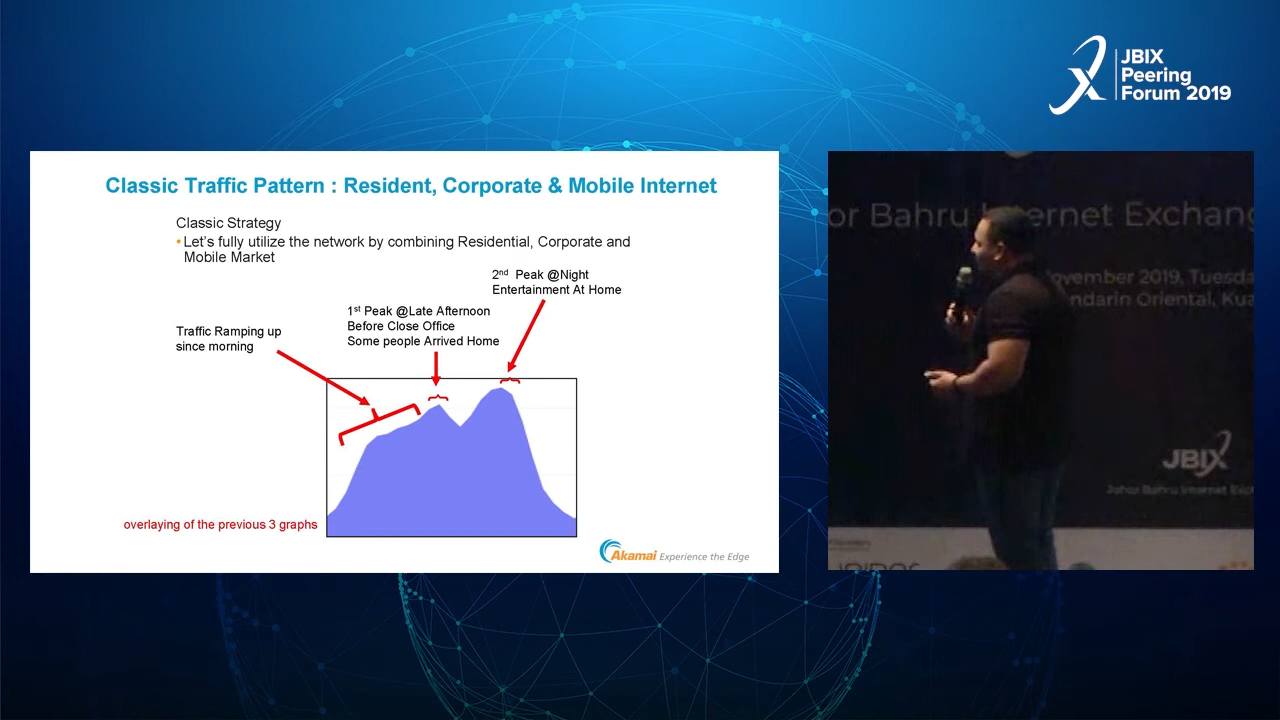 JBIX
Peering
Forum 2019
Classic Traffic Pattern : Resident, Corporate & Mobile Internet
Classic Strategy
• Let's fully utilize the network by combining Residential, Corporate and
Mobile Market
2nd Peak @Night
Entertainment At Home
1st Peak @Late Afternoon
Before Close Office
Some people Arrived Home
Traffic Ramping up
since morning
overlaying of the previous 3 graphs
Akamai Experience the Edge
or Bahru Internet Exchang
ovember 2019, Tuesda
ndarin Oriental, Kua
JBIX
Johor Bahru Internet Exc